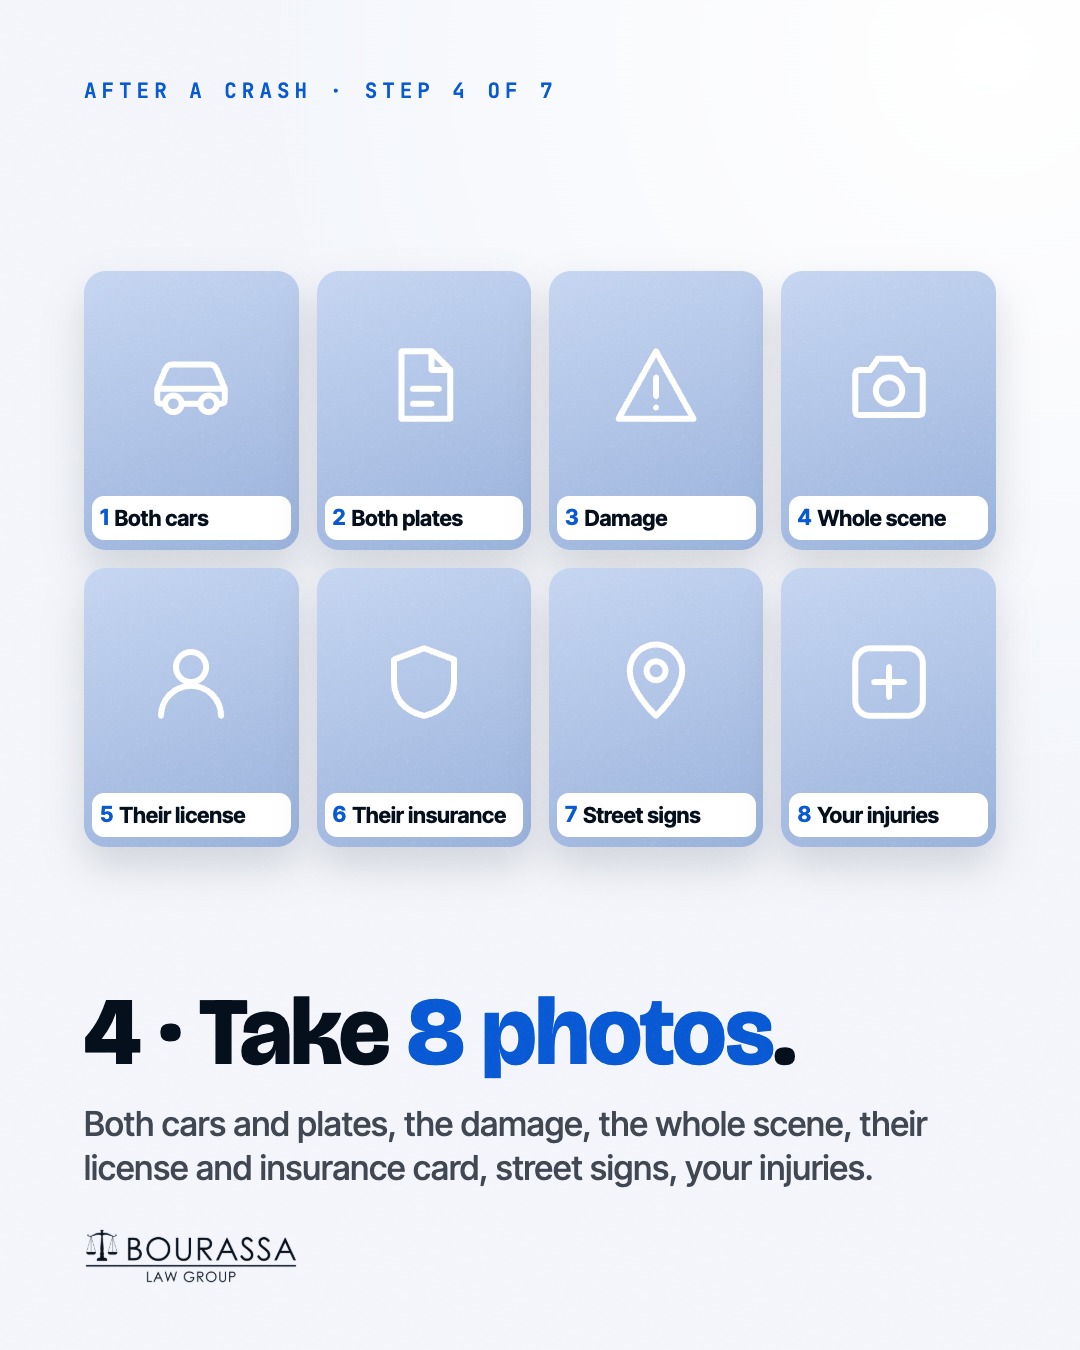 AFTER A CRASH · STEP 4 OF 7
1 Both cars
2 Both plates
3 Damage
4 Whole scene
5 Their license
6 Their insurance
7 Street signs
8 Your injuries
4 · Take 8 photos.
Both cars and plates, the damage, the whole scene, their
license and insurance card, street signs, your injuries.
BOURASSA
LAW GROUP